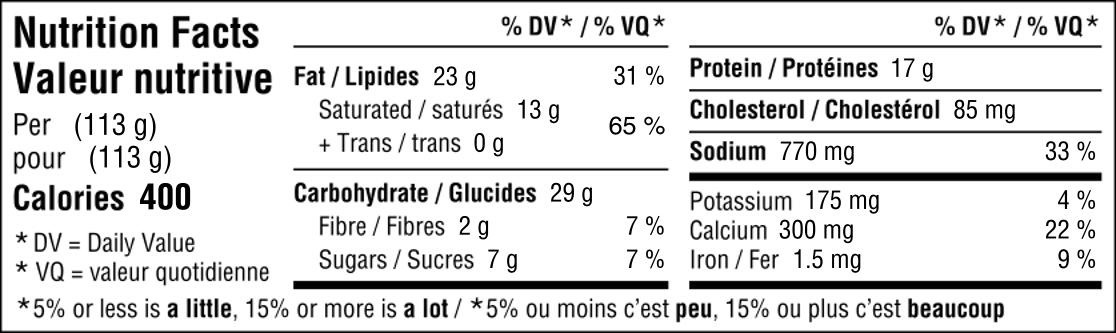 Nutrition Facts
Valeur nutritive
Per (113 g)
pour (113 g)
Calories 400
* DV = Daily Value
* VQ = valeur quotidienne
% DV* / % VQ*
Fat / Lipides 23 g 31 %
Saturated / saturés 13 g
+ Trans / trans 0 g
65 %
Carbohydrate / Glucides 29 g
Fibre / Fibres 2 g 7 %
Sugars / Sucres 7 g 7 %
% DV* / % VQ*
Protein / Protéines 17 g
Cholesterol / Cholestérol 85 mg
Sodium 770 mg 33 %
Potassium 175 mg 4 %
Calcium 300 mg 22 %
Iron / Fer 1.5 mg 9 %
*5% or less is a little, 15% or more is a lot / *5% ou moins c'est peu, 15% ou plus c'est beaucoup